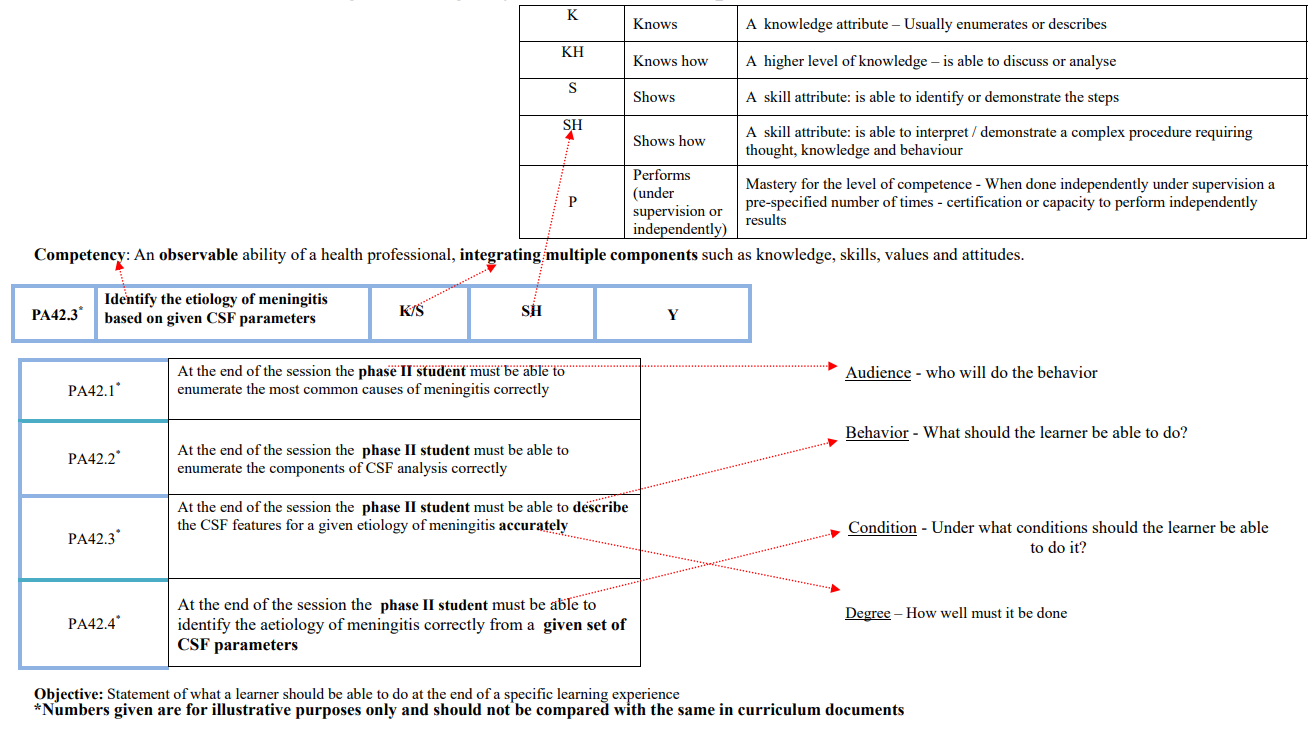 K
Knows
A knowledge attribute – Usually enumerates or describes
KH
Knows how
A higher level of knowledge – is able to discuss or analyse
S
Shows
A skill attribute: is able to identify or demonstrate the steps
SH
Shows how
A skill attribute: is able to interpret / demonstrate a complex procedure requiring
thought, knowledge and behaviour
P
Performs
(under
supervision or
independently)
Mastery for the level of competence - When done independently under supervision a
pre-specified number of times - certification or capacity to perform independently
results
Competency: An observable ability of a health professional, integrating multiple components such as knowledge, skills, values and attitudes.
PA42.3*
Identify the etiology of meningitis
based on given CSF parameters
K/S
SH
Y
PA42.1*
At the end of the session the phase II student must be able to
enumerate the most common causes of meningitis correctly
PA42.2*
At the end of the session the phase II student must be able to
enumerate the components of CSF analysis correctly
PA42.3*
At the end of the session the phase II student must be able to describe
the CSF features for a given etiology of meningitis accurately
PA42.4*
At the end of the session the phase II student must be able to
identify the aetiology of meningitis correctly from a given set of
CSF parameters
Audience - who will do the behavior
Behavior - What should the learner be able to do?
Condition - Under what conditions should the learner be able
to do it?
Degree – How well must it be done
Objective: Statement of what a learner should be able to do at the end of a specific learning experience
*Numbers given are for illustrative purposes only and should not be compared with the same in curriculum documents